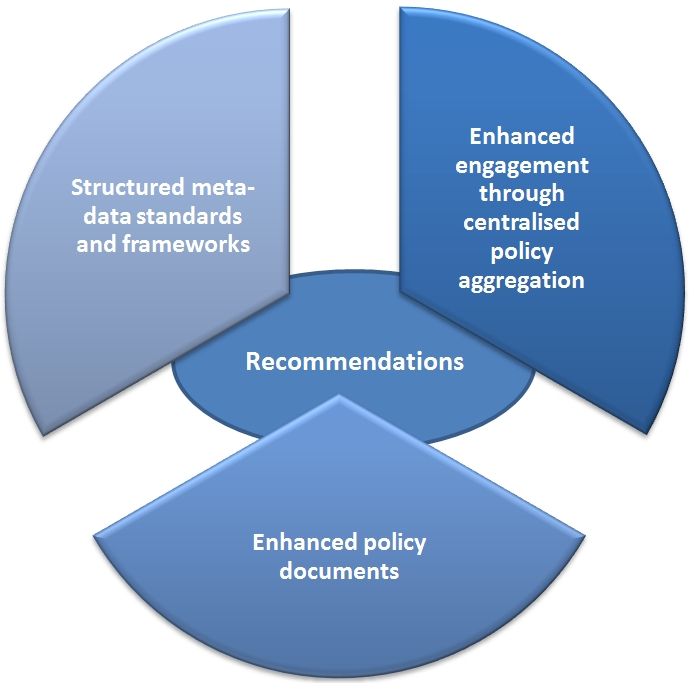 Structured meta-
data standards
and frameworks
Enhanced
engagement
through
centralised
policy
aggregation
Recommendations
Enhanced policy
documents